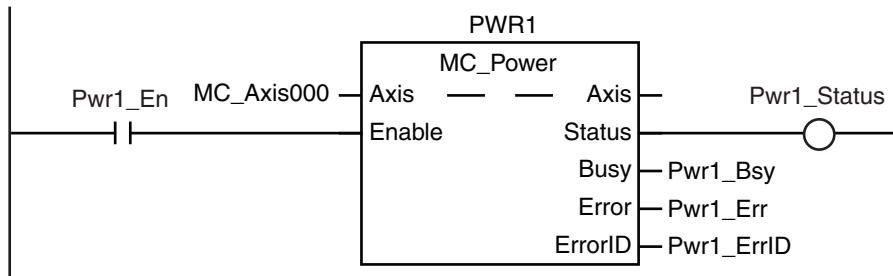 PWR1
MC_Power
MC_Axis000 Axis Axis
Pwr1_En Pwr1_Status
Enable Status
Busy Pwr1_Bsy
Error Pwr1_Err
ErrorID Pwr1_ErrID